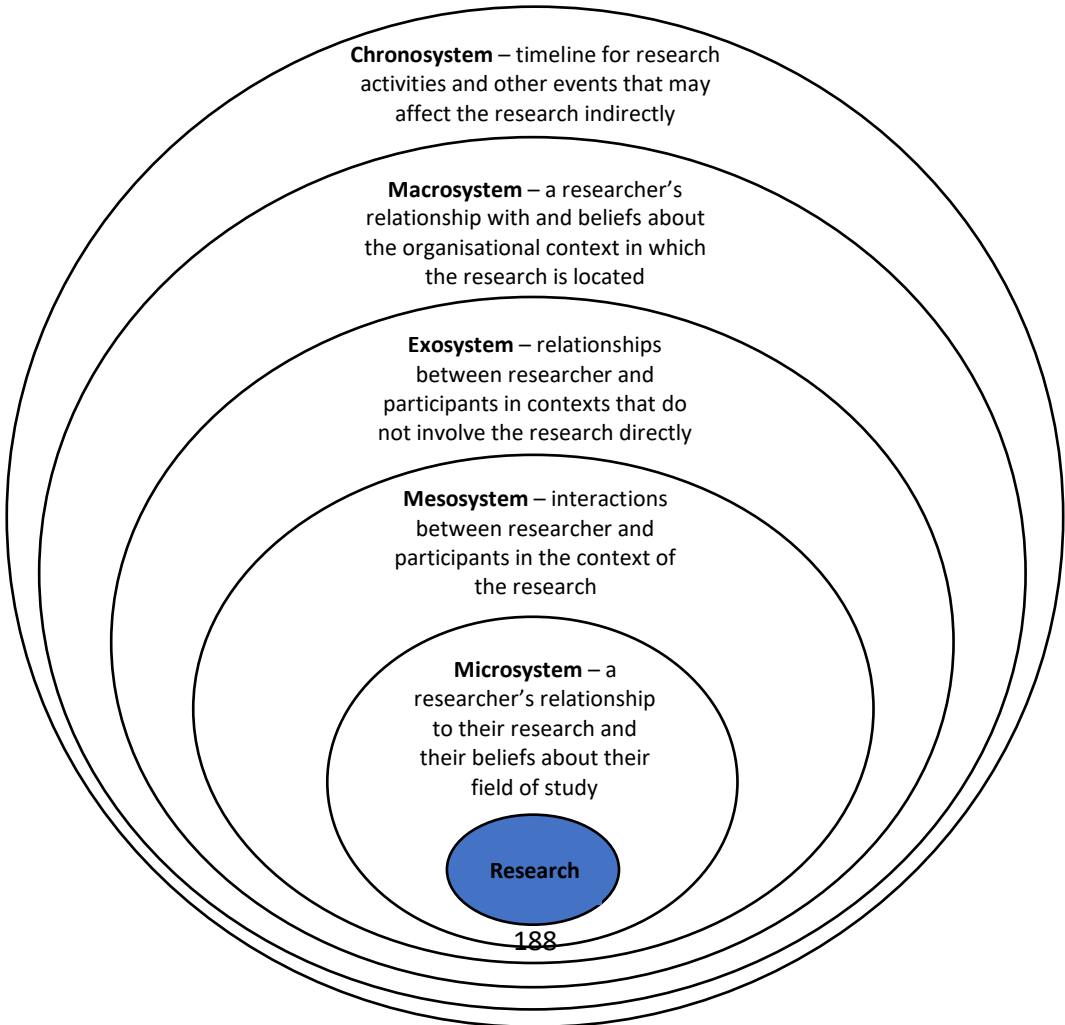 Chronosystem – timeline for research
activities and other events that may
affect the research indirectly
Macrosystem – a researcher’s
relationship with and beliefs about
the organisational context in which
the research is located
Exosystem – relationships
between researcher and
participants in contexts that do
not involve the research directly
Mesosystem – interactions
between researcher and
participants in the context of
the research
Microsystem – a
researcher’s relationship
to their research and
their beliefs about their
field of study
Research
188